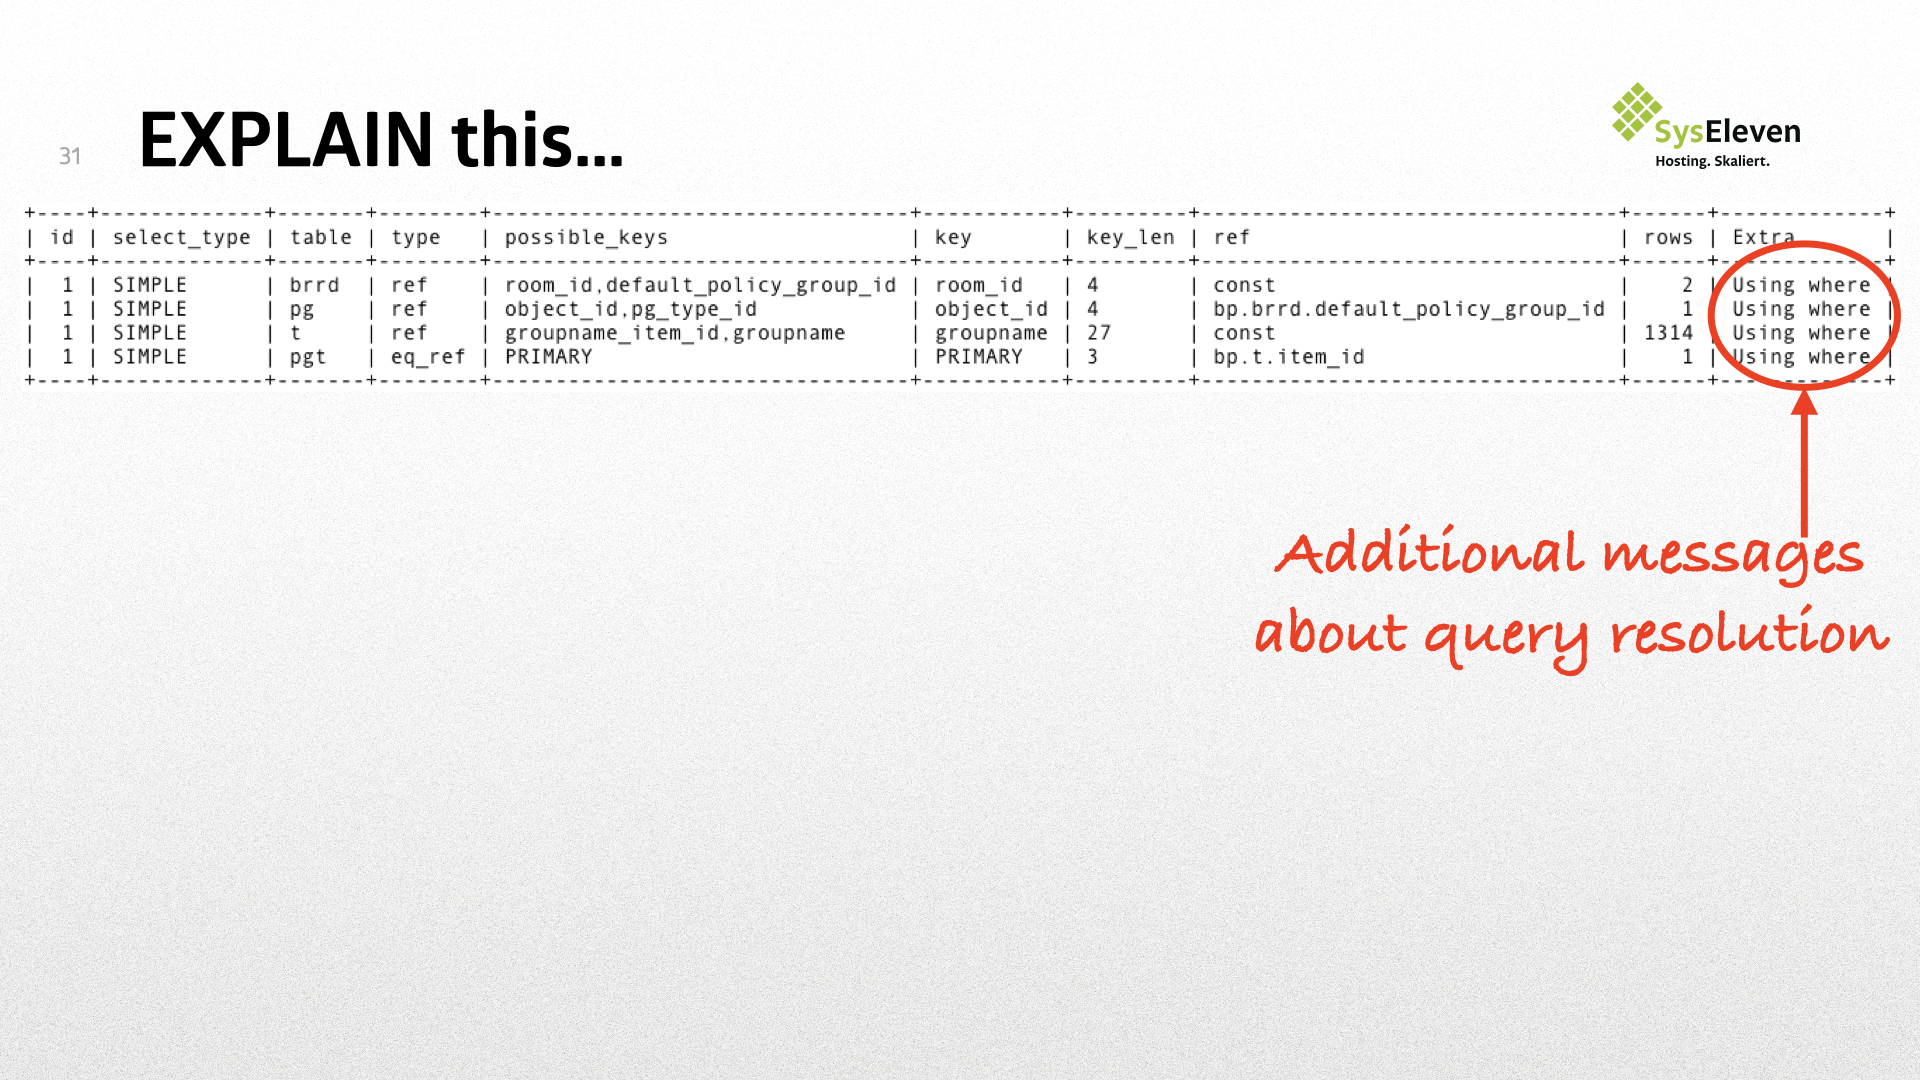 31
EXPLAIN this...
SysEleven
Hosting. Skaliert.
+----+-------------+-------+--------+---------------------------------+-----------+---------+---------------------------------+------+-------------+
| id | select_type | table | type | possible_keys | key | key_len | ref | rows | Extra |
+----+-------------+-------+--------+---------------------------------+-----------+---------+---------------------------------+------+-------------+
| 1 | SIMPLE | brrd | ref | room_id,default_policy_group_id | room_id | 4 | const | 2 | Using where |
| 1 | SIMPLE | pg | ref | object_id,pg_type_id | object_id | 4 | bp.brrd.default_policy_group_id | 1 | Using where |
| 1 | SIMPLE | t | ref | groupname_item_id,groupname | groupname | 27 | const | 1314 | Using where |
| 1 | SIMPLE | pgt | eq_ref | PRIMARY | PRIMARY | 3 | bp.t.item_id | 1 | Using where |
+----+-------------+-------+--------+---------------------------------+-----------+---------+---------------------------------+------+-------------+
Additional messages
about query resolution